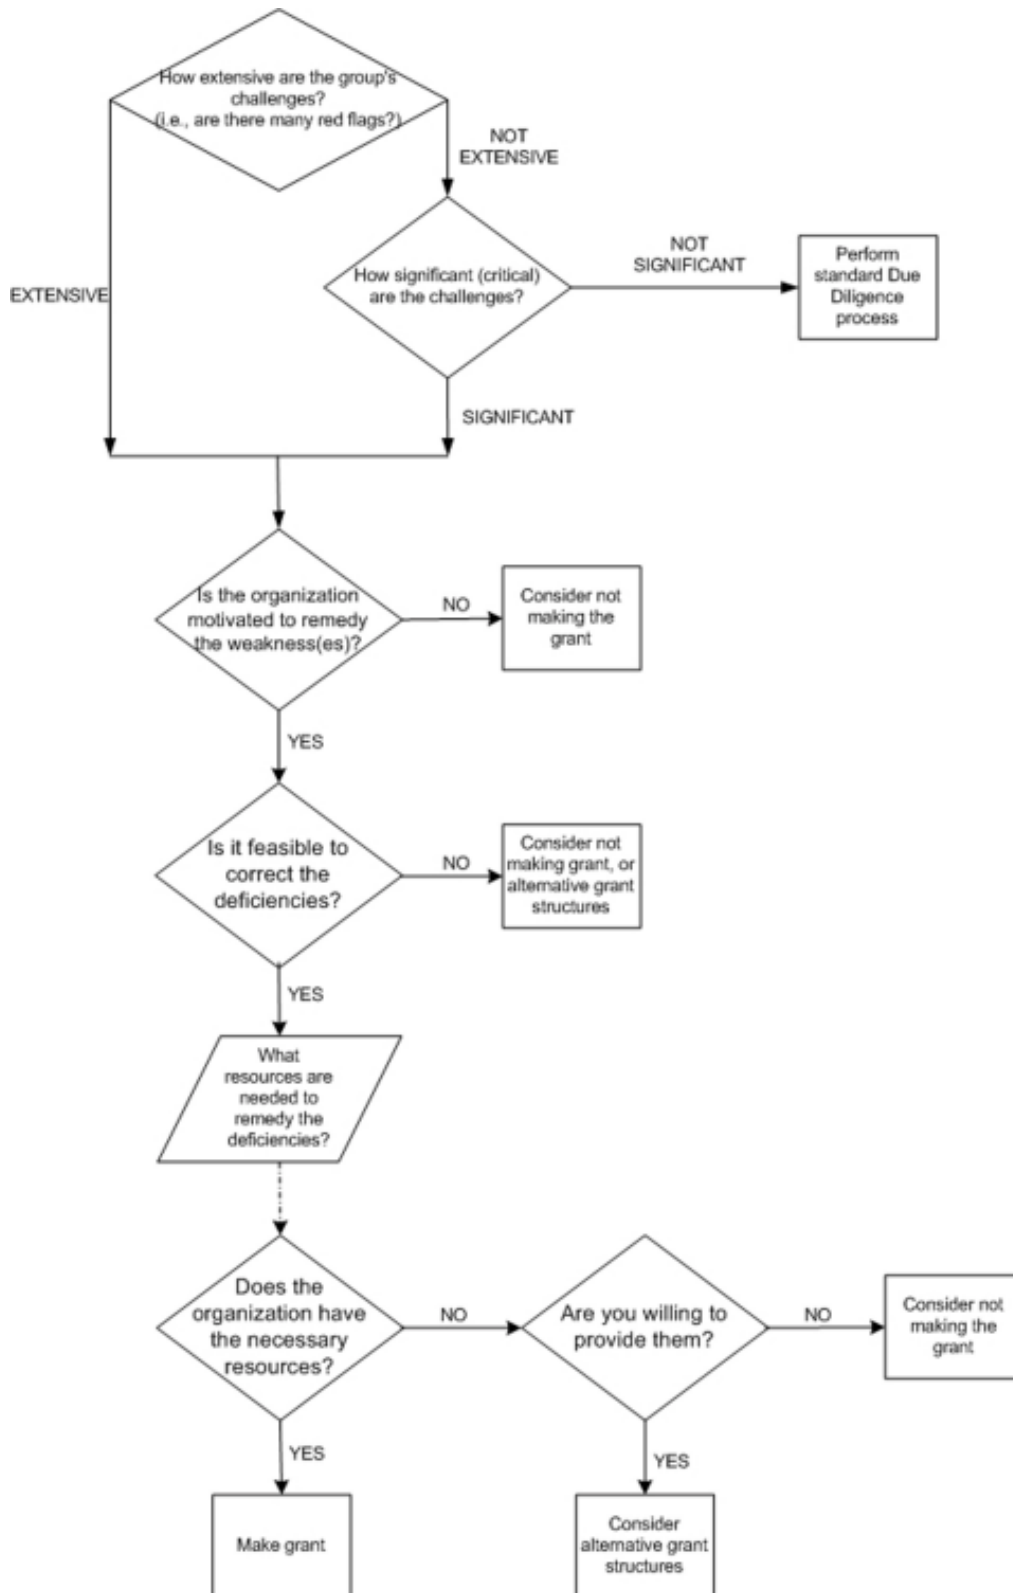 How extensive are the group's
challenges?
(i.e., are there many red flags?)
NOT
EXTENSIVE
EXTENSIVE
How significant (critical)
are the challenges?
NOT
SIGNIFICANT
Perform
standard Due
Diligence
process
SIGNIFICANT
Is the organization
motivated to remedy
the weakness(es)?
NO
Consider not
making the
grant
YES
Is it feasible to
correct the
deficiencies?
NO
Consider not
making grant, or
alternative grant
structures
YES
What
resources are
needed to
remedy the
deficiencies?
Does the
organization have
the necessary
resources?
NO
Are you willing to
provide them?
NO
Consider not
making the
grant
YES
YES
Make grant
Consider
alternative grant
structures